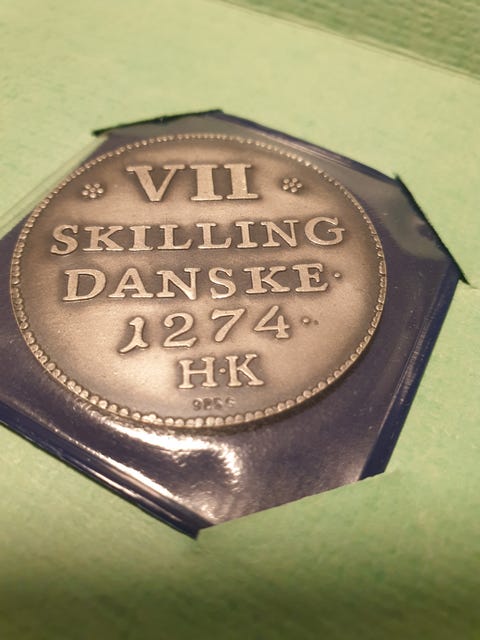 VII
SKILLING
DANSKE·
1274·
H·K